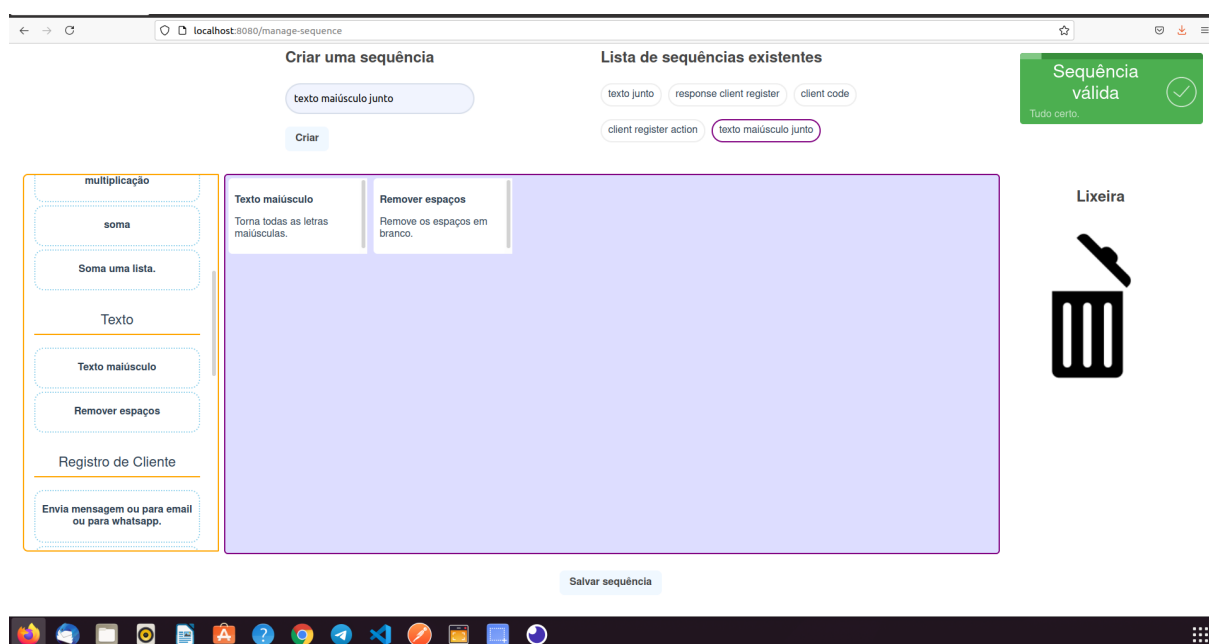 localhost:8080/manage-sequence
Criar uma sequência
texto maiúsculo junto
Criar
Lista de sequências existentes
texto junto
response client register
client code
client register action
texto maiúsculo junto
Sequência
válida
Tudo certo.
multiplicação
soma
Soma uma lista.
Texto
Texto maiúsculo
Remover espaços
Registro de Cliente
Envia mensagem ou para email
ou para whatsapp.
Texto maiúsculo
Torna todas as letras
maiúsculas.
Remover espaços
Remove os espaços em
branco.
Lixeira
Salvar sequência